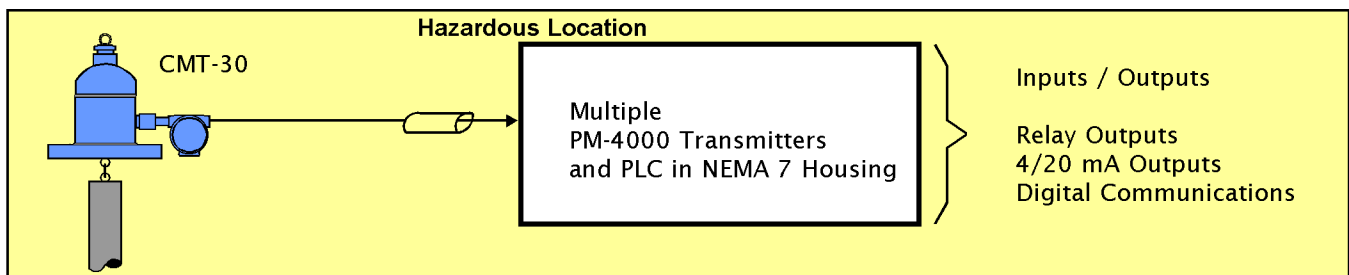 Hazardous Location
CMT-30
Multiple
PM-4000 Transmitters
and PLC in NEMA 7 Housing
Inputs / Outputs
Relay Outputs
4/20 mA Outputs
Digital Communications